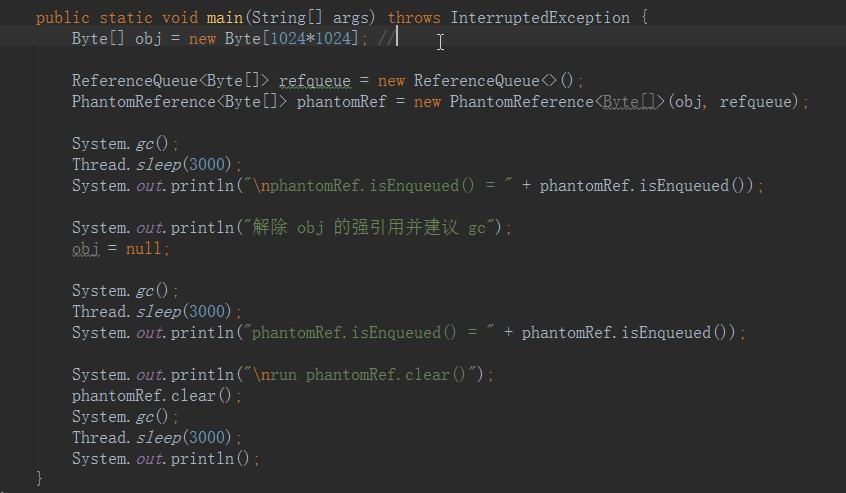 public static void main(String[] args) throws InterruptedException {
Byte[] obj = new Byte[1024*1024]; //
ReferenceQueue<Byte[]> refqueue = new ReferenceQueue<>();
PhantomReference<Byte[]> phantomRef = new PhantomReference<Byte[]>(obj, refqueue);
System.gc();
Thread.sleep(3000);
System.out.println("\nphantomRef.isEnqueued() = " + phantomRef.isEnqueued());
System.out.println("解除 obj 的强引用并建议 gc");
obj = null;
System.gc();
Thread.sleep(3000);
System.out.println("phantomRef.isEnqueued() = " + phantomRef.isEnqueued());
System.out.println("\nrun phantomRef.clear()");
phantomRef.clear();
System.gc();
Thread.sleep(3000);
System.out.println();
}